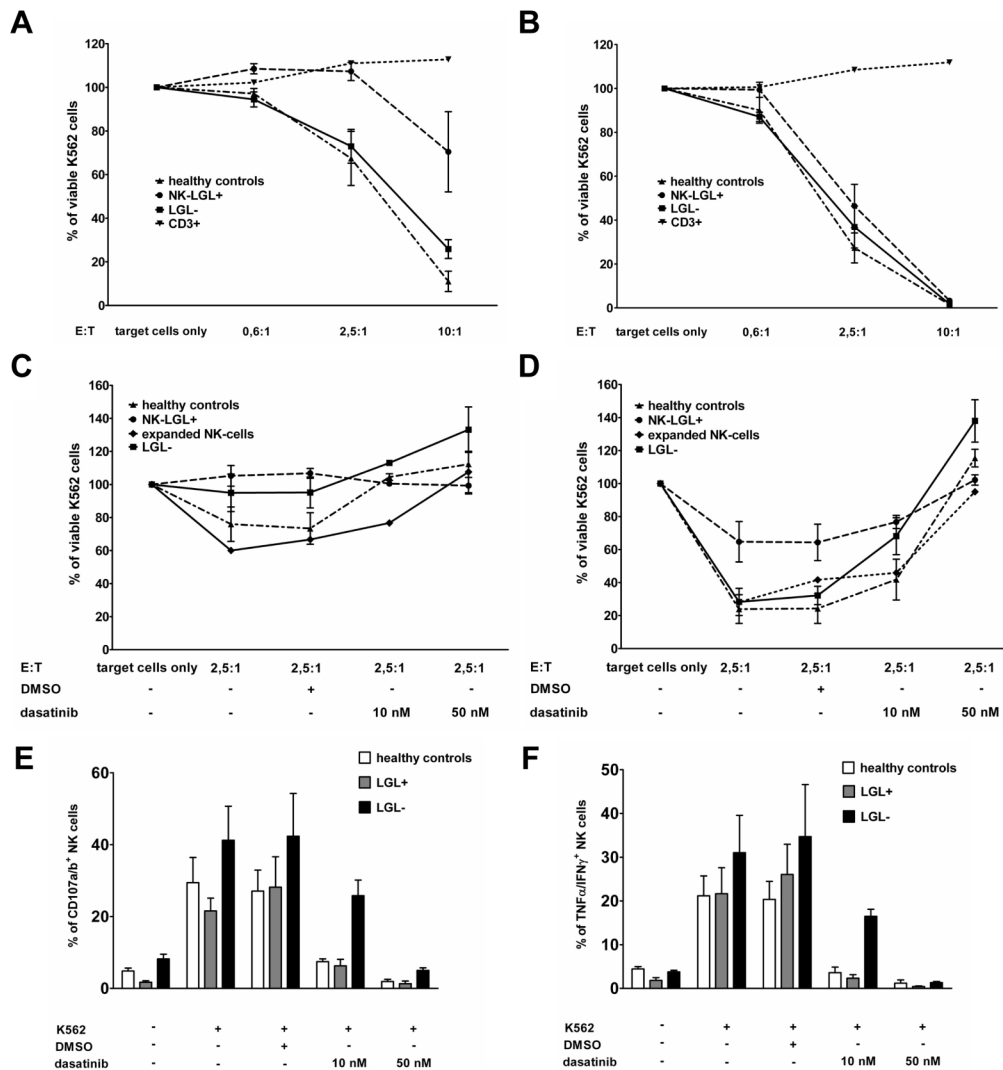 A
% of viable K562 cells
120
100
80
60
40
20
0
healthy controls
NK-LGL+
LGL-
CD3+
E:T target cells only 0,6:1 2,5:1 10:1
B
% of viable K562 cells
120
100
80
60
40
20
0
healthy controls
NK-LGL+
LGL-
CD3+
E:T target cells only 0,6:1 2,5:1 10:1
C
% of viable K562 cells
160
140
120
100
80
60
40
20
0
healthy controls
NK-LGL+
expanded NK-cells
LGL-
E:T target cells only 2,5:1 2,5:1 2,5:1 2,5:1
DMSO - - + - -
dasatinib - - - 10 nM 50 nM
D
% of viable K562 cells
160
140
120
100
80
60
40
20
0
healthy controls
NK-LGL+
expanded NK-cells
LGL-
E:T target cells only 2,5:1 2,5:1 2,5:1 2,5:1
DMSO - - + - -
dasatinib - - - 10 nM 50 nM
E
% of CD107a/b+ NK cells
60
40
20
0
healthy controls
LGL+
LGL-
K562 - + + + +
DMSO - - + - -
dasatinib - - - 10 nM 50 nM
F
% of TNFα/IFNγ+ NK cells
50
40
30
20
10
0
healthy controls
LGL+
LGL-
K562 - + + + +
DMSO - - + - -
dasatinib - - - 10 nM 50 nM